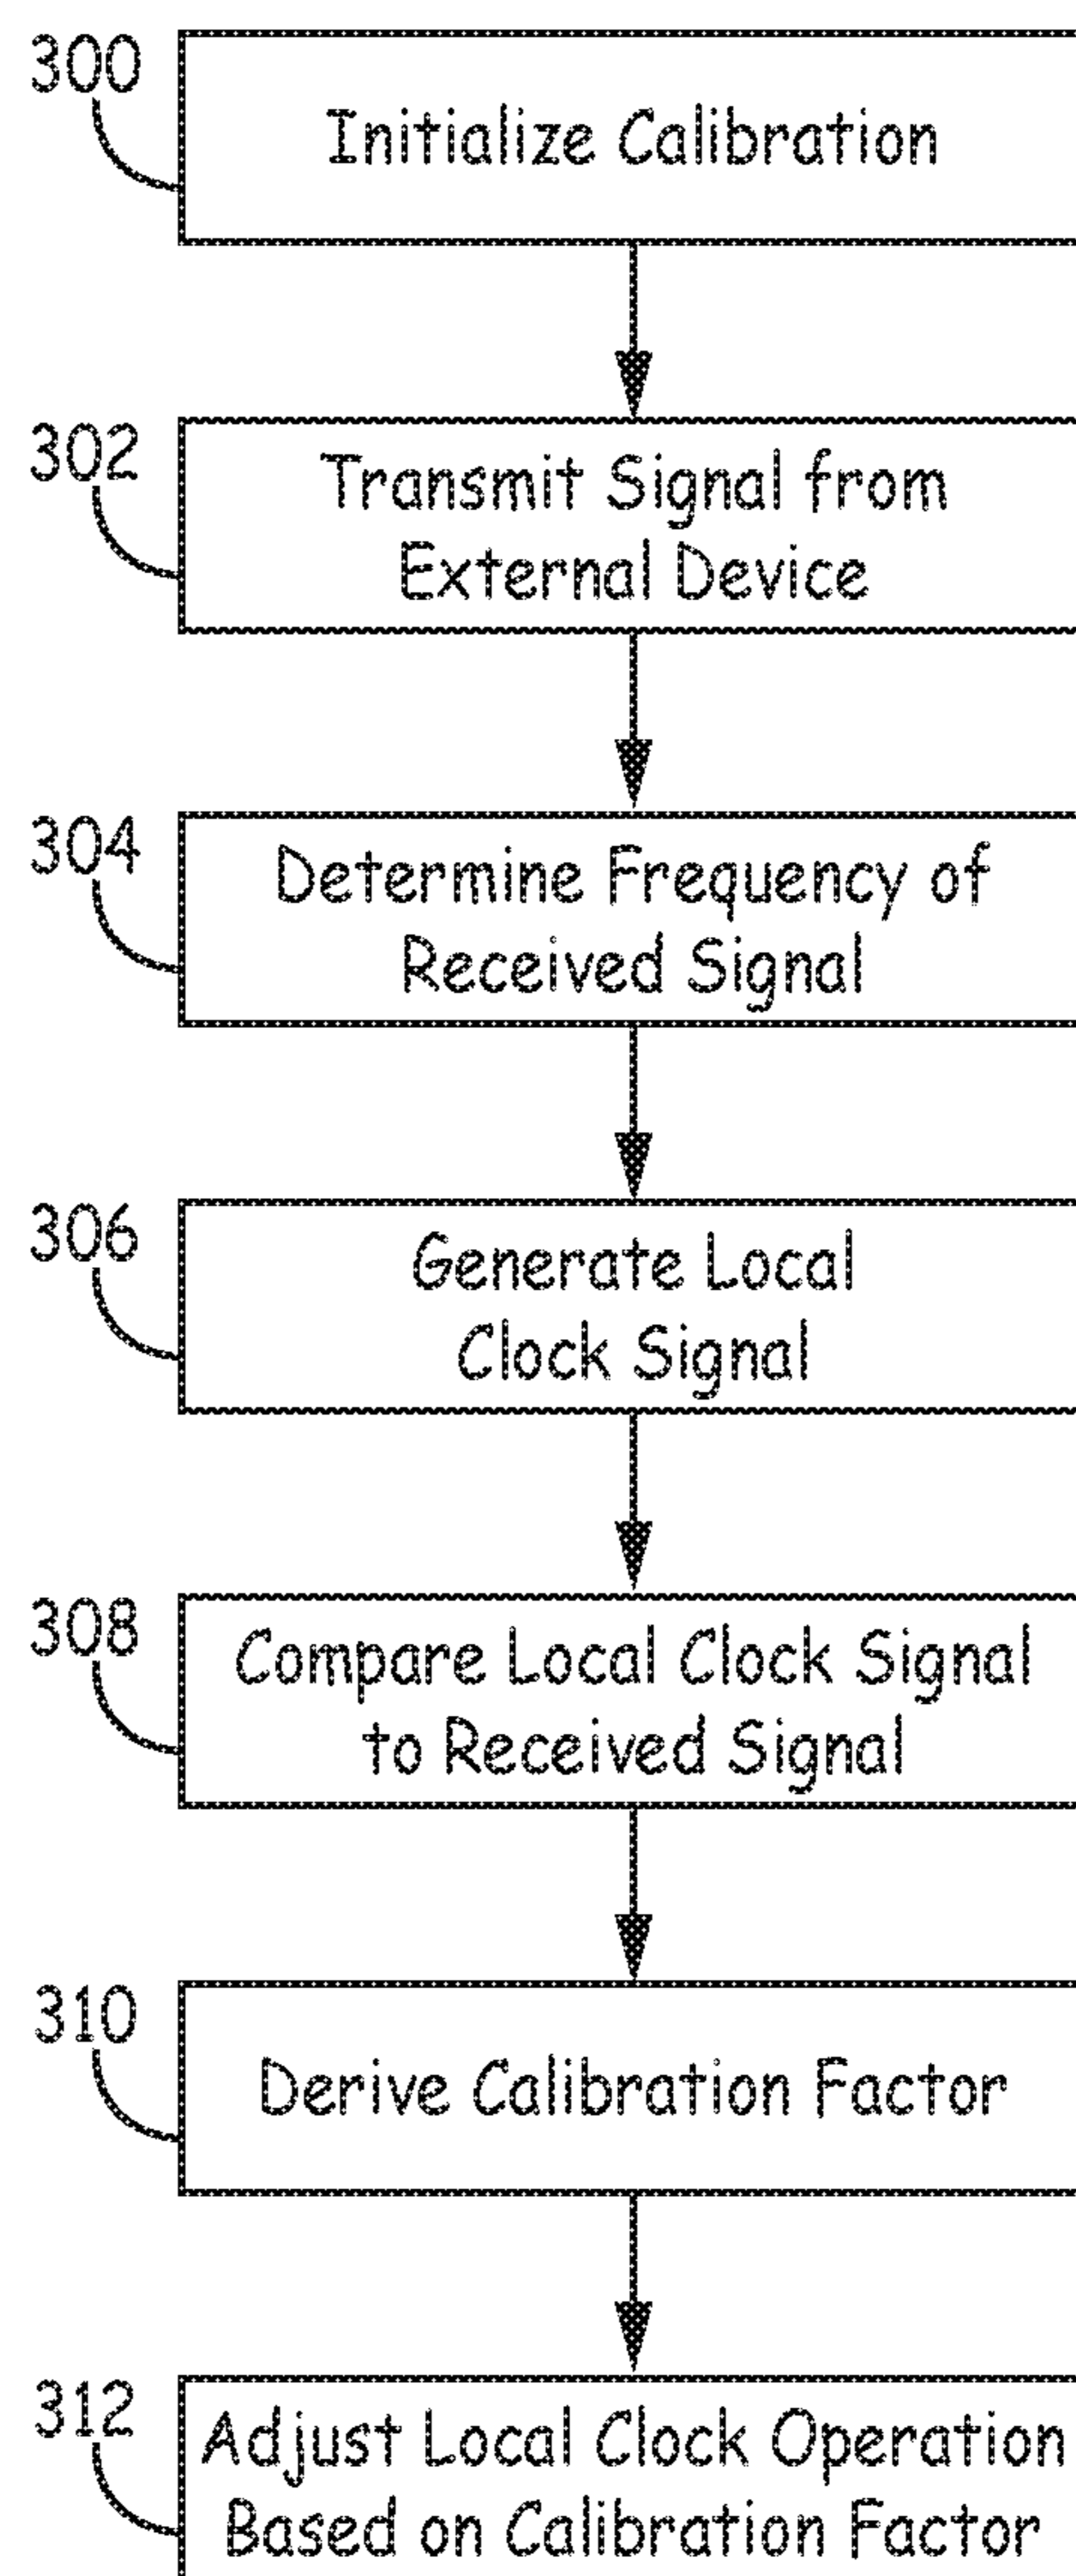 300
Initialize Calibration
302
Transmit Signal from
External Device
304
Determine Frequency of
Received Signal
306
Generate Local
Clock Signal
308
Compare Local Clock Signal
to Received Signal
310
Derive Calibration Factor
312
Adjust Local Clock Operation
Based on Calibration Factor